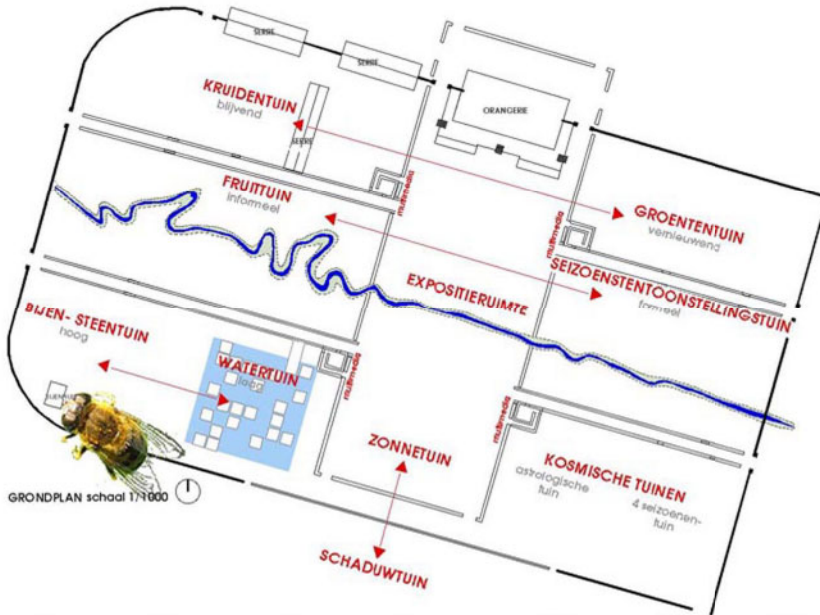 SERRE
SERRE
KRUIDENTUIN
blijvend
SERRE
ORANGERIE
FRUITTUIN
informeel
multimedia
GROENTENTUIN
vernieuwend
multimedia
SEIZOENSTENTOONSTELLINGSTUIN
formeel
EXPOSITIERUIMTE
BIJEN- STEENTUIN
hoog
WATERTUIN
laag
multimedia
multimedia
ZONNETUIN
KOSMISCHE TUINEN
astrologische
tuin
4 seizoenen-
tuin
GRONDPLAN schaal 1/1000
SCHADUWTUIN